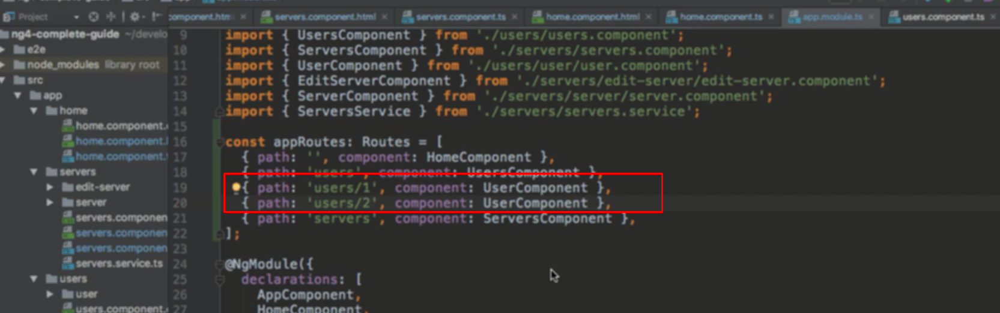 Project
component.html
servers.component.html
servers.component.ts
home.component.html
home.component.ts
app.module.ts
users.component.ts
ng4-complete-guide ~/develo
e2e
node_modules library root
src
app
home
home.component.
home.component.
home.component.
servers
edit-server
server
servers.componen
servers.componen
servers.componen
servers.service.ts
users
user
users.component.
9 import { UsersComponent } from './users/users.component';
10 import { ServersComponent } from './servers/servers.component';
11 import { UserComponent } from './users/user/user.component';
12 import { EditServerComponent } from './servers/edit-server/edit-server.component';
13 import { ServerComponent } from './servers/server/server.component';
14 import { ServersService } from './servers/servers.service';
15
16 const appRoutes: Routes = [
17 { path: '', component: HomeComponent },
18 { path: 'users', component: UsersComponent },
19 { path: 'users/1', component: UserComponent },
20 { path: 'users/2', component: UserComponent },
21 { path: 'servers', component: ServersComponent },
22 ];
23
24 @NgModule({
25 declarations: [
26 AppComponent,
27 HomeComponent,